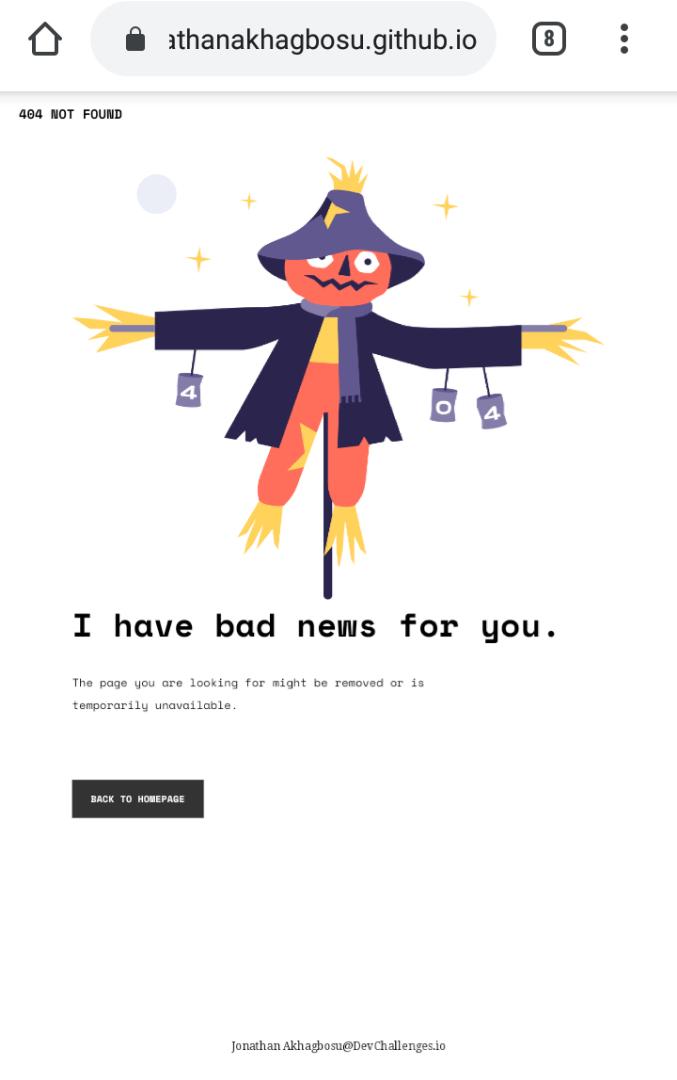 athanakhagbosu.github.io
8
404 NOT FOUND
4
0
4
I have bad news for you.
The page you are looking for might be removed or is
temporarily unavailable.
BACK TO HOMEPAGE
Jonathan Akhagbosu@DevChallenges.io